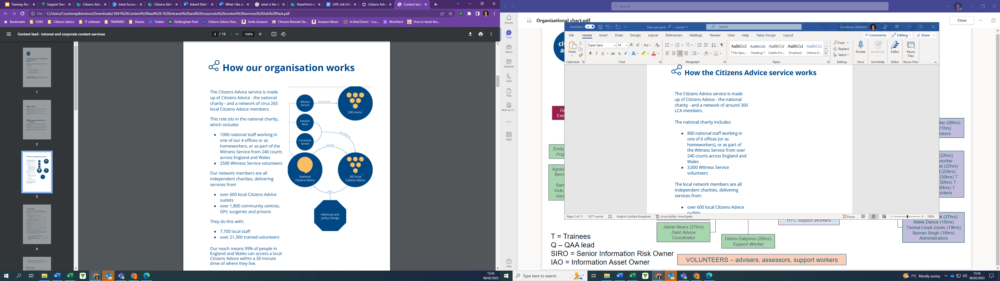 Training: Reco
Support Team
Citizens Advic
Intuit Accoun
Citizens Advic
Advert Debt C
What I like ab
what is the st
SharePoint ad
LIVE: Job Info
Citizens Advic
Content lead
File
C:/Users/CourtenayIbbotson/Downloads/1841%20Content%20lead%20-%20intranet%20and%20corporate%20content%20services%20Job%20Pack.pdf
Bookmarks
O365
Citizens Advice
IT software
TRAINING
Diaries
Twitter
Nottingham Post
Citizens Advice Not...
Smile Amazon
Chrome Remote De...
Amazon Music
In Kind Direct - Cus...
WorkNest
How to block the...
Content lead - intranet and corporate content services
3 / 15
100%
1
2
3
4
How our organisation works
The Citizens Advice service is made
up of Citizens Advice - the national
charity - and a network of circa 265
local Citizens Advice members.
This role sits in the national charity,
which includes
● 1000 national staff working in
one of our 4 offices or as
homeworkers, or as part of the
Witness Service from 240 courts
across England and Wales
● 2500 Witness Service volunteers
Our network members are all
independent charities, delivering
services from
● over 600 local Citizens Advice
outlets
● over 1,800 community centres,
GPs' surgeries and prisons
They do this with:
● 7,700 local staff
● over 21,300 trained volunteers
Our reach means 99% of people in
England and Wales can access a local
Citizens Advice within a 30 minute
drive of where they live.
Witness
Service
DELIVERED IN
240 courts
Pension
Wise
DELIVERED BY
Consumer
service
SUPPORT
National
Citizens Advice
265 local
Citizens Advice
DATA
Advocacy and
policy change
15:34
06/02/2023
Search
Activity
Chat
Teams
Calendar
Calls
Files
Tasks by Pl...
Apps
Help
Organisational chart.pdf
Close
AutoSave On
New job pack
• Saved
Search
Courtenay Ibbotson
File
Home
Insert
Draw
Design
Layout
References
Mailings
Review
View
Help
Table Design
Layout
Comments
Editing
Share
Paste
Clipboard
Open Sans
14
Font
Paragraph
AaBbCcI
¶ No Spac...
AaBbCcDı
Heading 7
AaBbCcl
Subtle Em...
AaBbCcl
Emphasis
AaBbCcl
Intense E...
Styles
Find
Replace
Select
Editing
Dictate
Voice
Sensitivity
Sensitivity
Editor
Editor
Reuse
Files
Reuse Files
How the Citizens Advice service works
The Citizens Advice service is made
up of Citizens Advice - the national
charity - and a network of around 300
LCA members.
The national charity includes:
● 800 national staff working in
one of 6 offices (or as
homeworkers), or as part of
the Witness Service from over
240 courts across England and
Wales
● 3,000 Witness Service
volunteers
The local network members are all
independent charities, delivering
services from:
● over 600 local Citizens Advice
outlets
Page 5 of 11
1877 words
English (United Kingdom)
Accessibility: Investigate
Focus
100%
cit
a
Gr
Exe
Emily
Proj
Agnies
Bern
Sam
Vicki
Gen
ley (26hrs)
21hrs)
visors
(22hrs)
worker
od (22hrs)
d (22hrs)
(30hrs) T
30hrs) T
30hrs) T
orkers
ck (37hrs)
Adele Dance (15hrs)
Teresa Lloyd-Jones (19hrs)
Sporan Singh (16hrs)
Administrators
HTC Support Workers
Jamie Neary (37hrs)
Debt Advice
Coordinator
Debra Dalgress (28hrs)
Support Worker
T = Trainees
Q – QAA lead
SIRO = Senior Information Risk Owner
IAO = Information Asset Owner
VOLUNTEERS – advisers, assessors, support workers
Type here to search
7°C Mostly sunny
15:34
06/02/2023